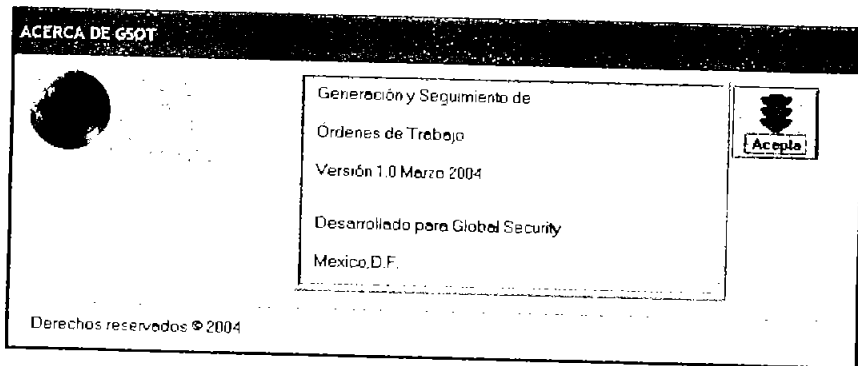 ACERCA DE GSOT
Generación y Seguimiento de
Órdenes de Trabajo
Versión 1.0 Marzo 2004
Desarrollado para Global Security
Mexico,D.F.
Acepta
Derechos reservados © 2004